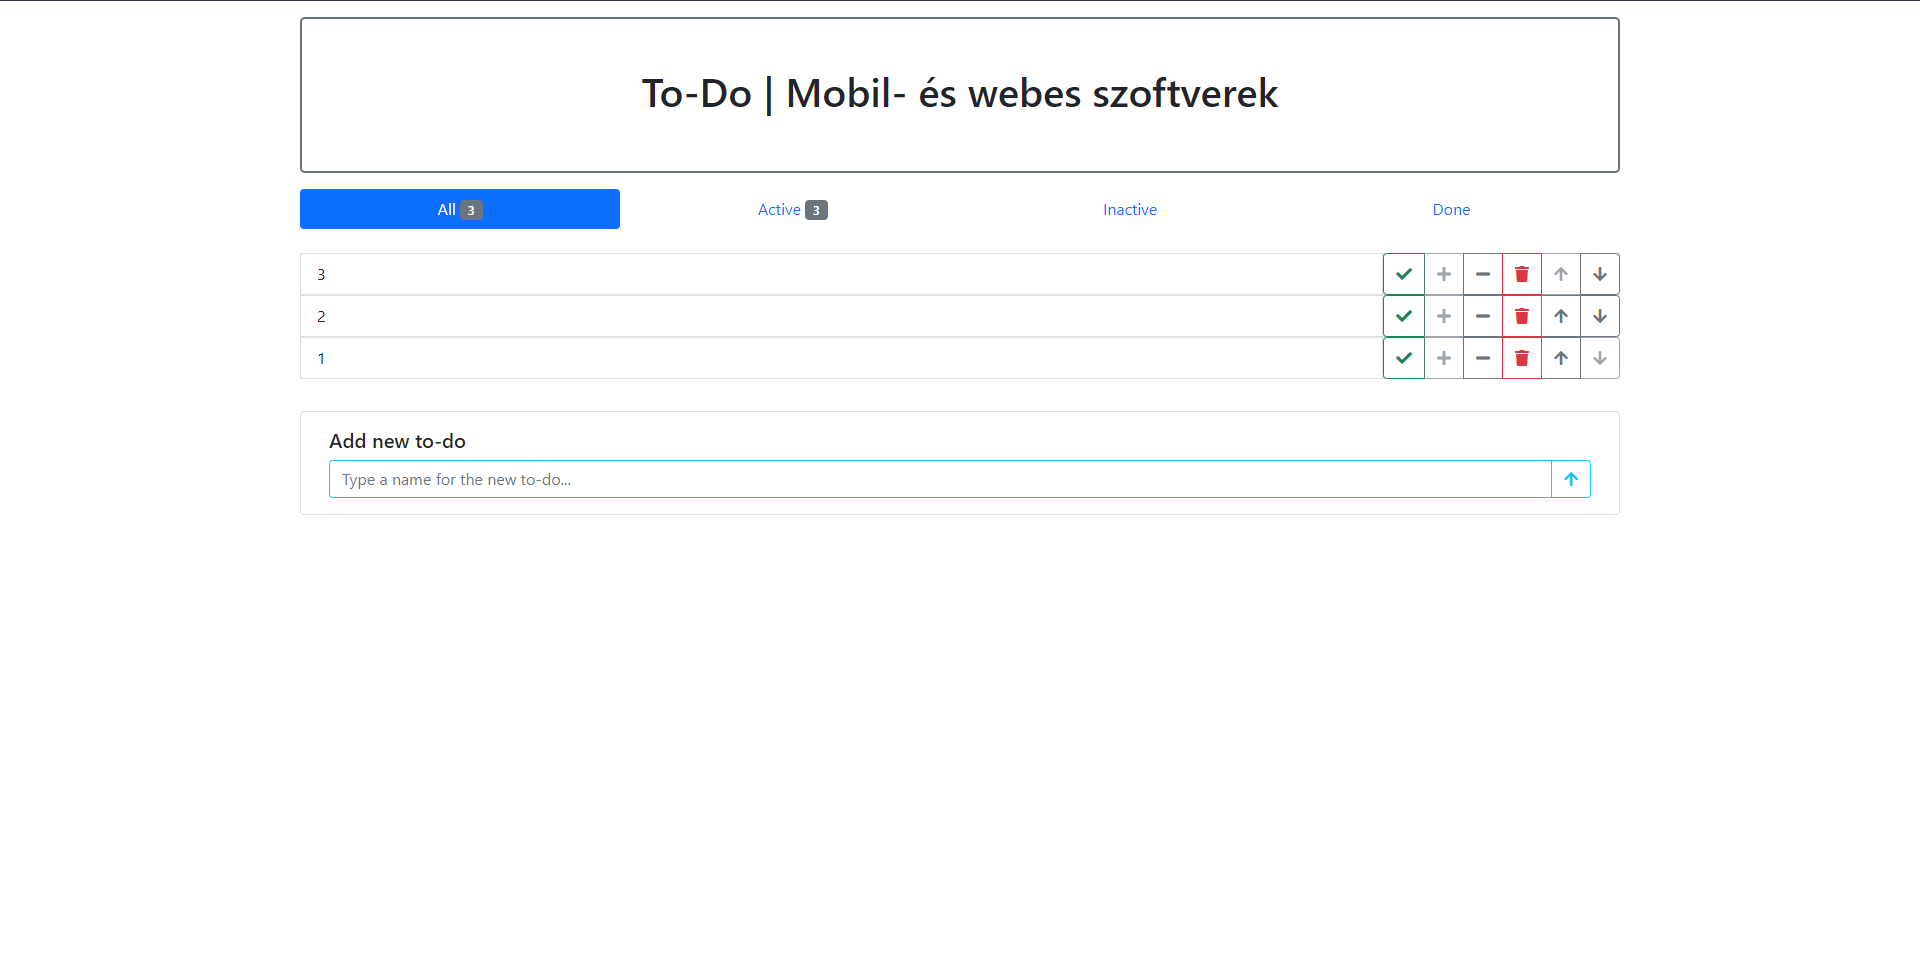 To-Do | Mobil- és webes szoftverek
All 3
Active 3
Inactive
Done
3
2
1
Add new to-do
Type a name for the new to-do...